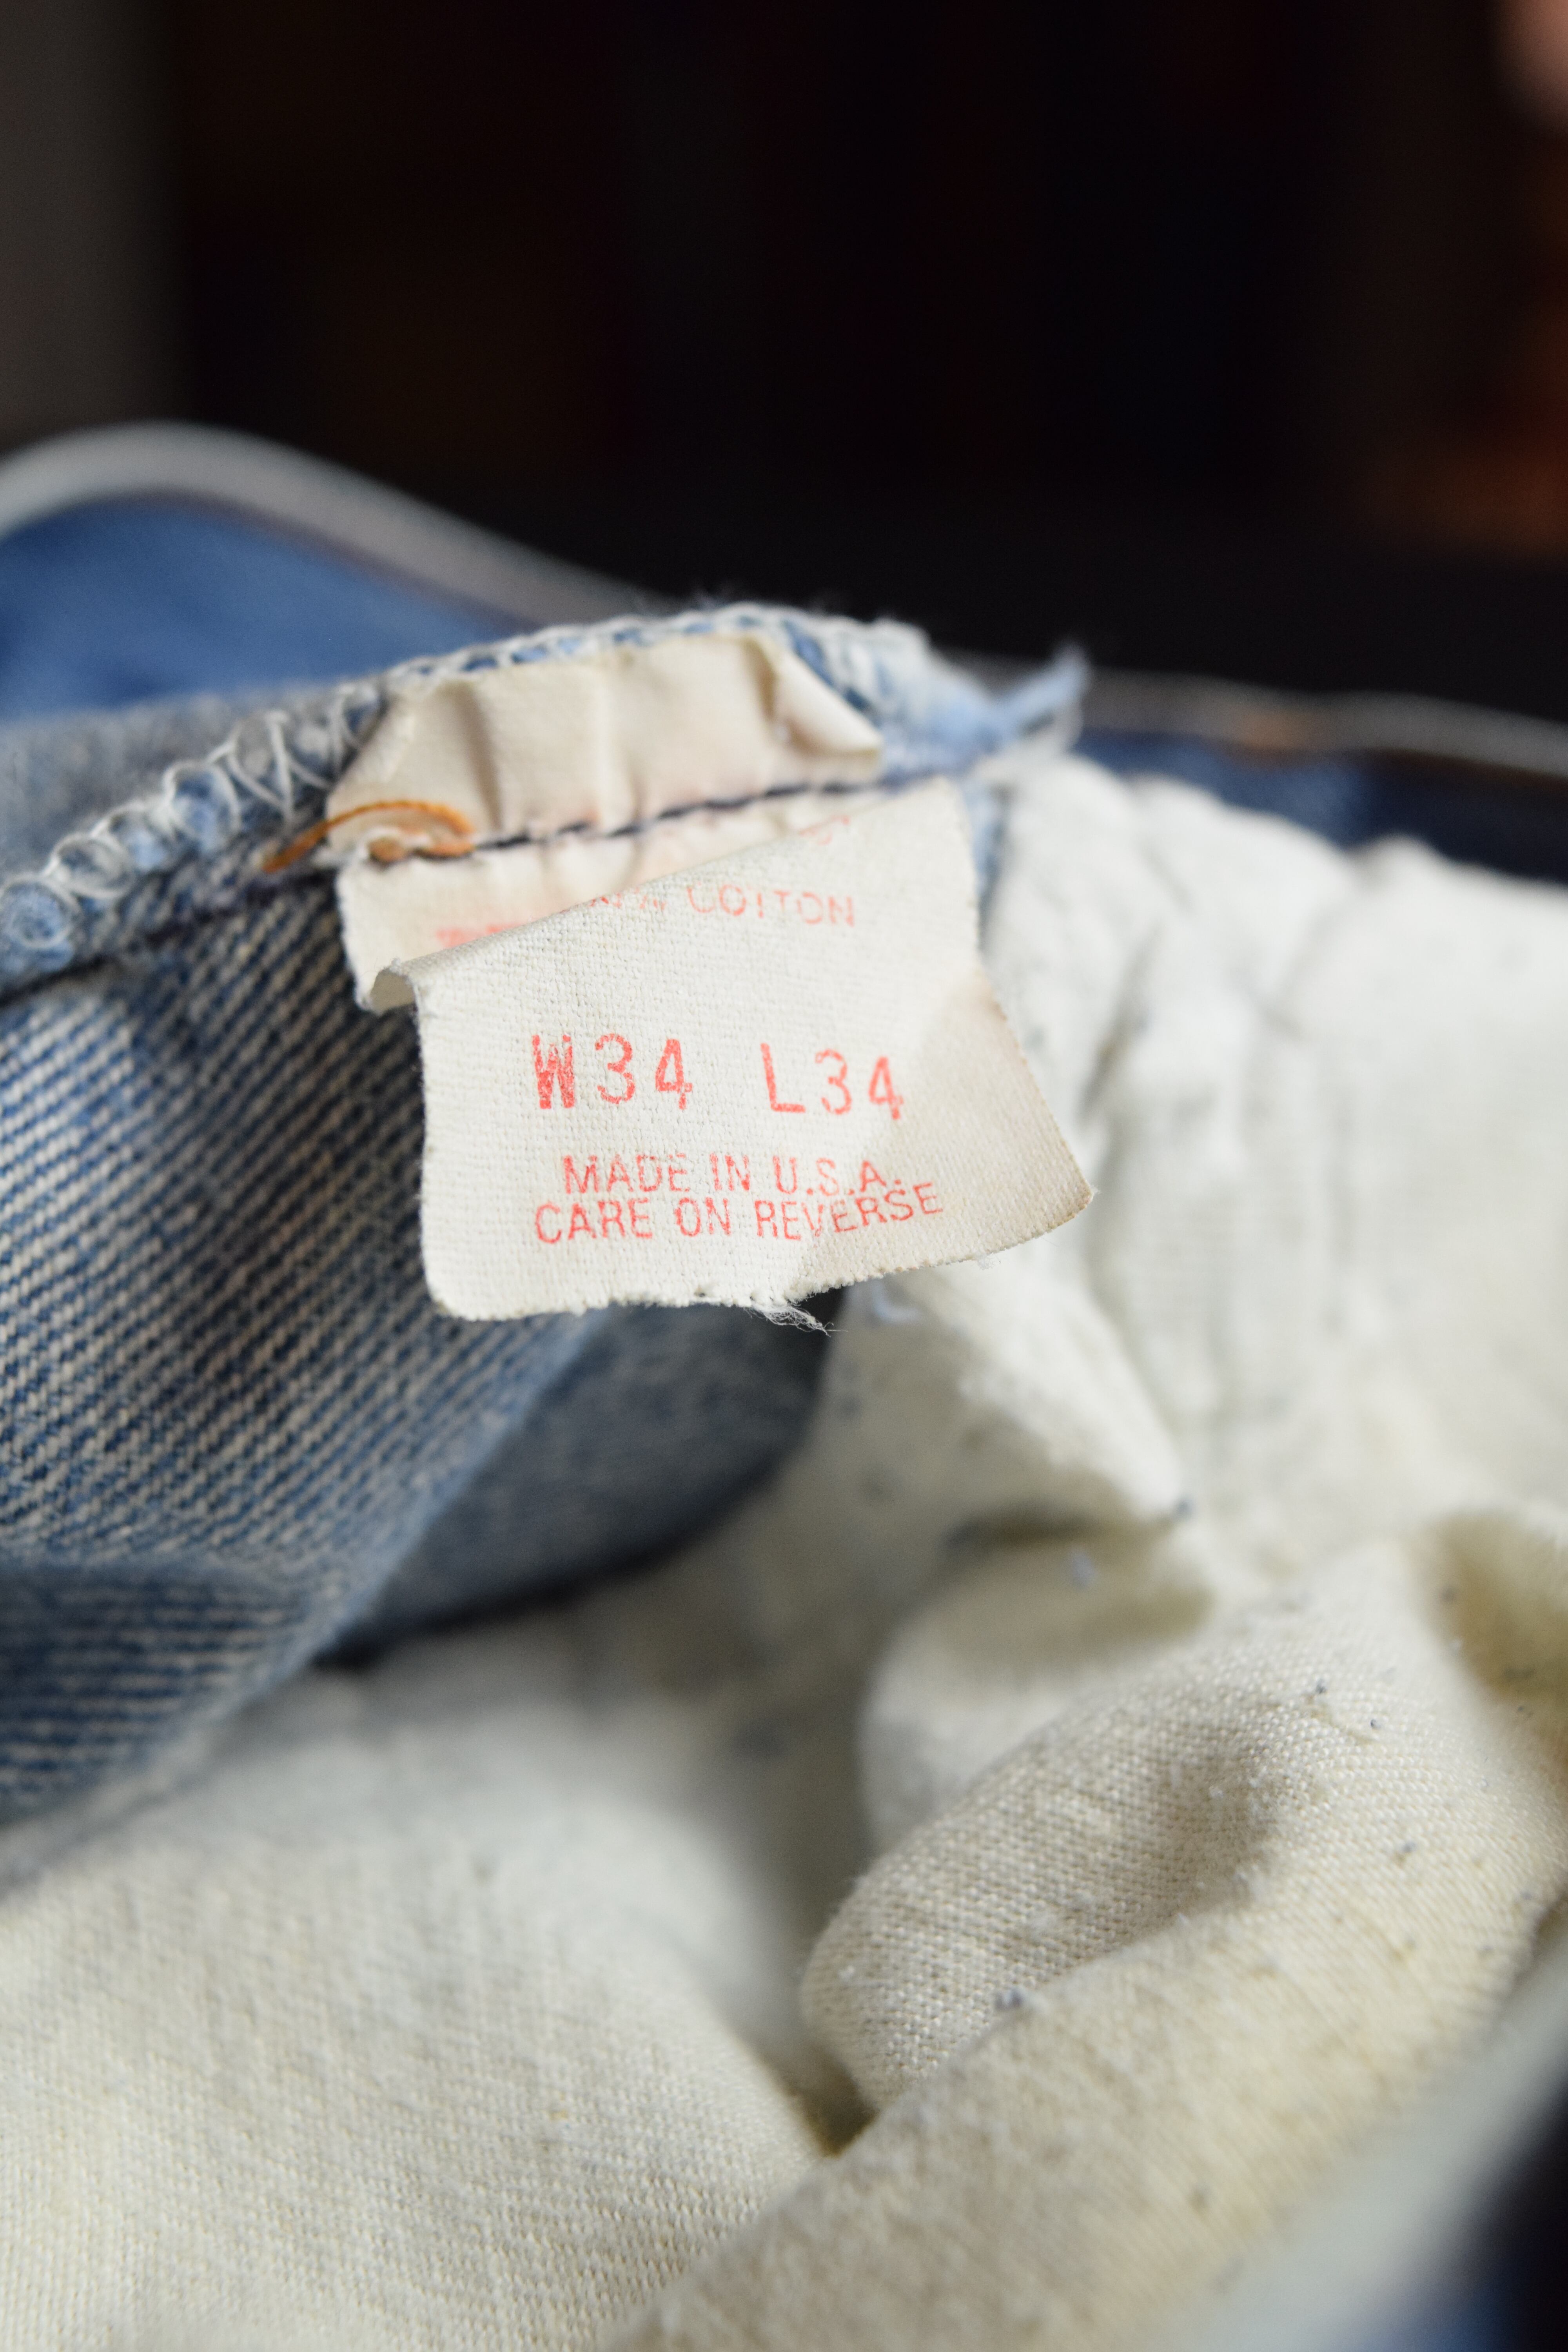 COTTON
W34 L34
MADE IN U.S.A.
CARE ON REVERSE